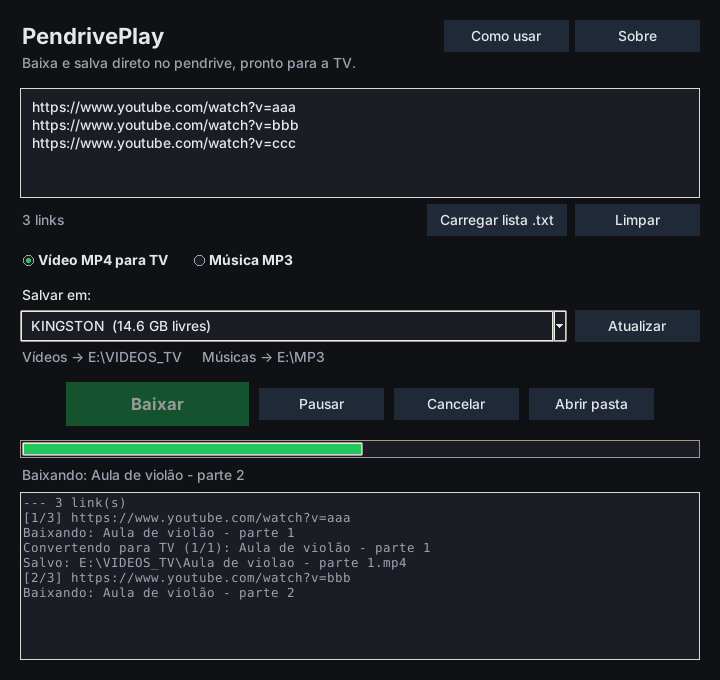 PendrivePlay
Como usar
Sobre
Baixa e salva direto no pendrive, pronto para a TV.
https://www.youtube.com/watch?v=aaa
https://www.youtube.com/watch?v=bbb
https://www.youtube.com/watch?v=ccc
3 links
Carregar lista .txt
Limpar
Vídeo MP4 para TV
Música MP3
Salvar em:
KINGSTON (14.6 GB livres)
Atualizar
Vídeos → E:\VIDEOS_TV Músicas → E:\MP3
Baixar
Pausar
Cancelar
Abrir pasta
Baixando: Aula de violão - parte 2
--- 3 link(s)
[1/3] https://www.youtube.com/watch?v=aaa
Baixando: Aula de violão - parte 1
Convertendo para TV (1/1): Aula de violão - parte 1
Salvo: E:\VIDEOS_TV\Aula de violao - parte 1.mp4
[2/3] https://www.youtube.com/watch?v=bbb
Baixando: Aula de violão - parte 2